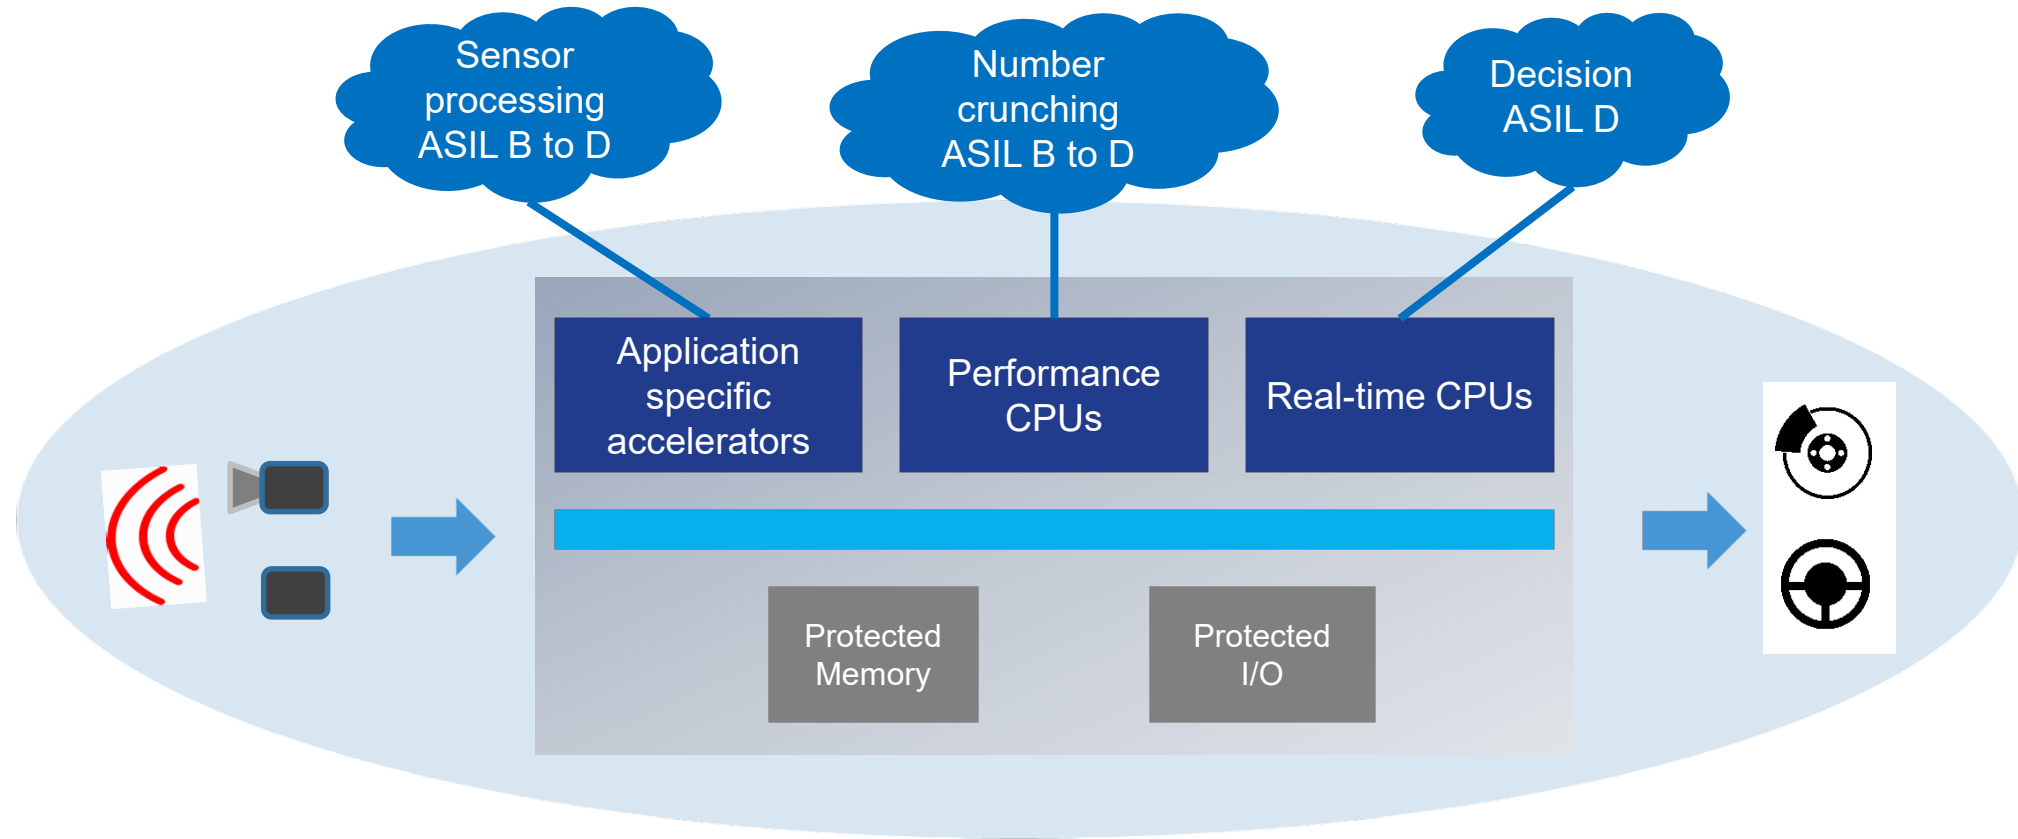 Sensor
processing
ASIL B to D
Number
crunching
ASIL B to D
Decision
ASIL D
Application
specific
accelerators
Performance
CPUs
Real-time CPUs
Protected
Memory
Protected
I/O